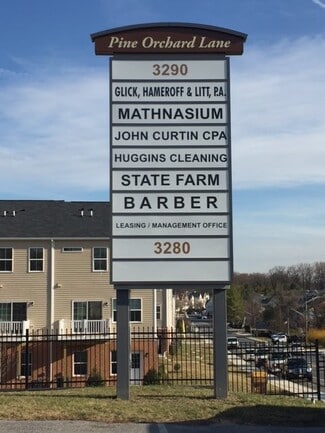 Pine Orchard Lane
3290
GLICK, HAMEROFF & LITT, P.A.
MATHNASIUM
JOHN CURTIN CPA
HUGGINS CLEANING
STATE FARM
BARBER
LEASING / MANAGEMENT OFFICE
3280